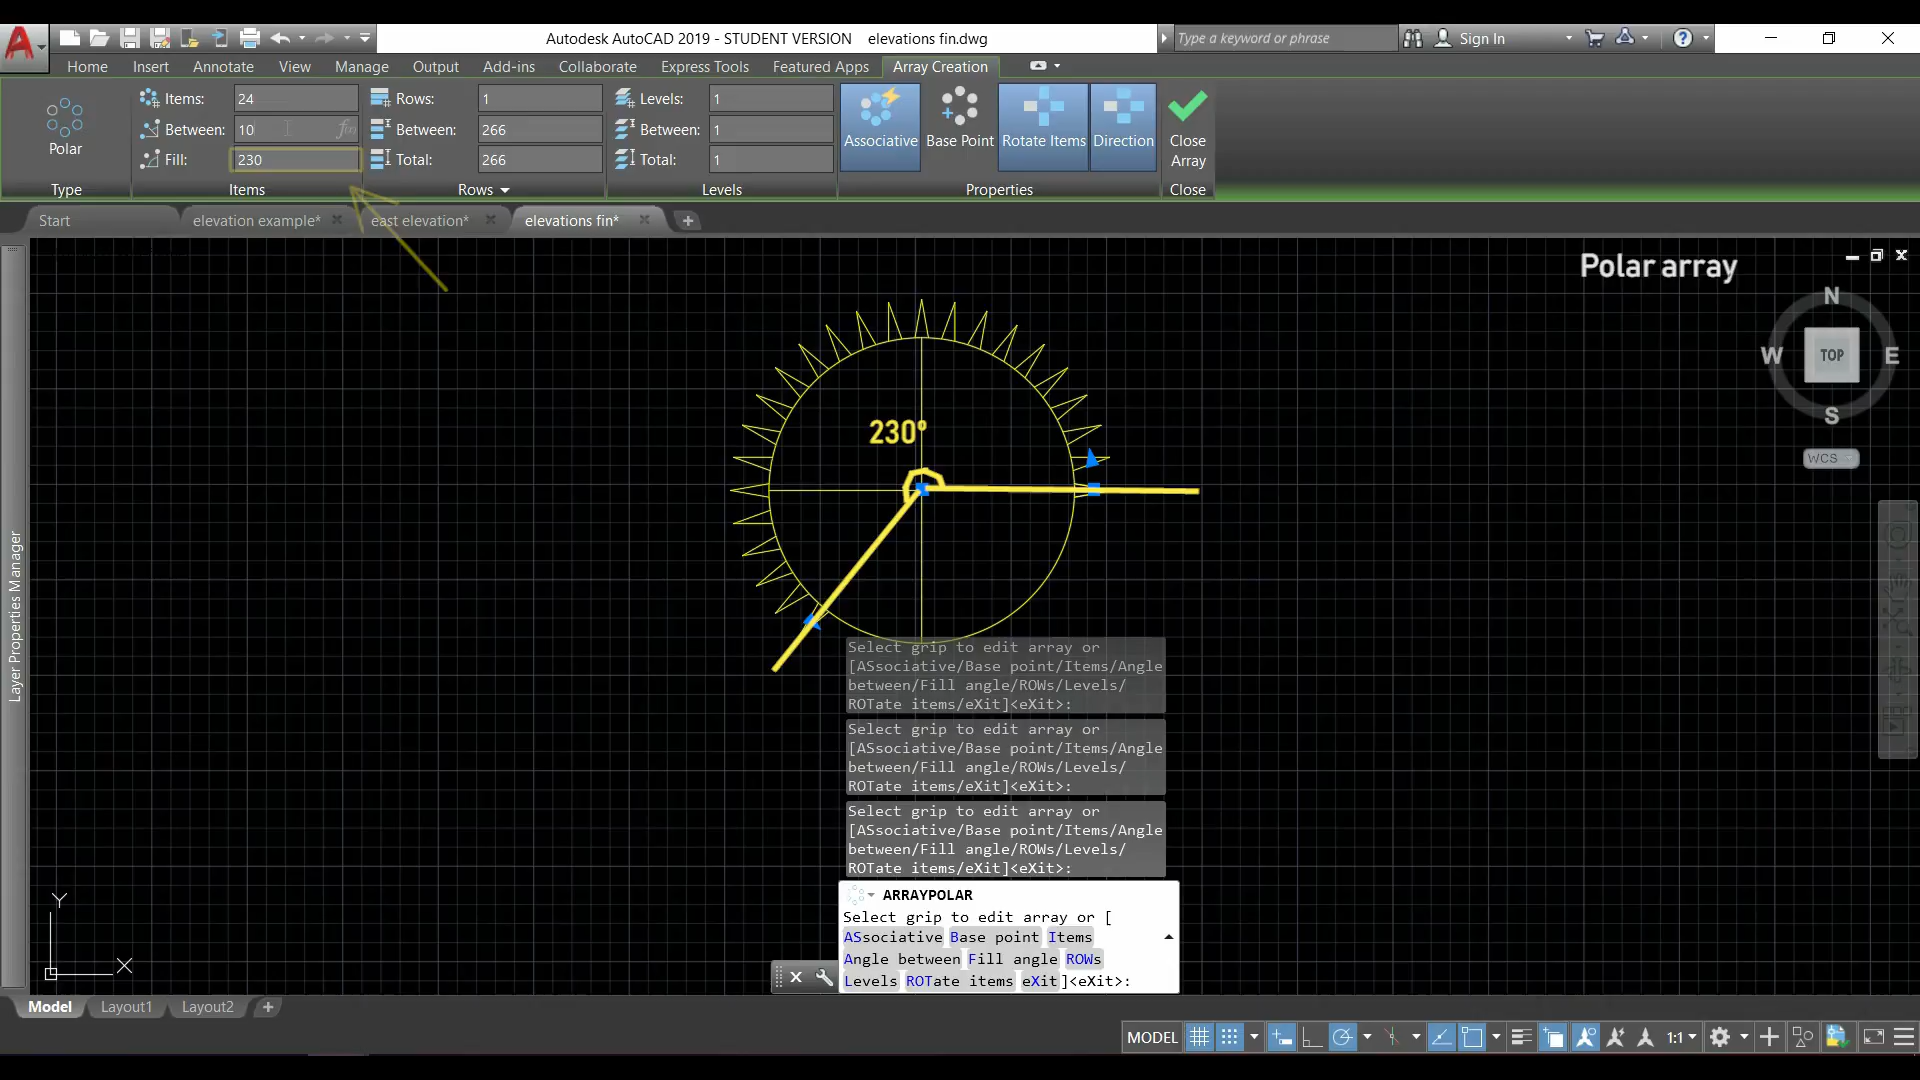 Autodesk AutoCAD 2019 - STUDENT VERSION elevations fin.dwg
Type a keyword or phrase
Sign In
Home Insert Annotate View Manage Output Add-ins Collaborate Express Tools Featured Apps Array Creation
Items: 24 Rows: 1 Levels: 1
Between: 10 Between: 266 Between: 1
Fill: 230 Total: 266 Total: 1
Polar
Associative Base Point Rotate Items Direction Close
Array
Type Items Rows Levels Properties Close
Start elevation example* east elevation* elevations fin*
Polar array
N
W TOP E
S
WCS
230°
Layer Properties Manager
Select grip to edit array or
[ASsociative/Base point/Items/Angle
between/Fill angle/ROWs/Levels/
ROTate items/eXit]<eXit>:
Select grip to edit array or
[ASsociative/Base point/Items/Angle
between/Fill angle/ROWs/Levels/
ROTate items/eXit]<eXit>:
Select grip to edit array or
[ASsociative/Base point/Items/Angle
between/Fill angle/ROWs/Levels/
ROTate items/eXit]<eXit>:
ARRAYPOLAR
Select grip to edit array or [
ASsociative Base point Items
Angle between Fill angle ROWs
Levels ROTate items eXit]<eXit>:
Y
X
Model Layout1 Layout2
MODEL 1:1